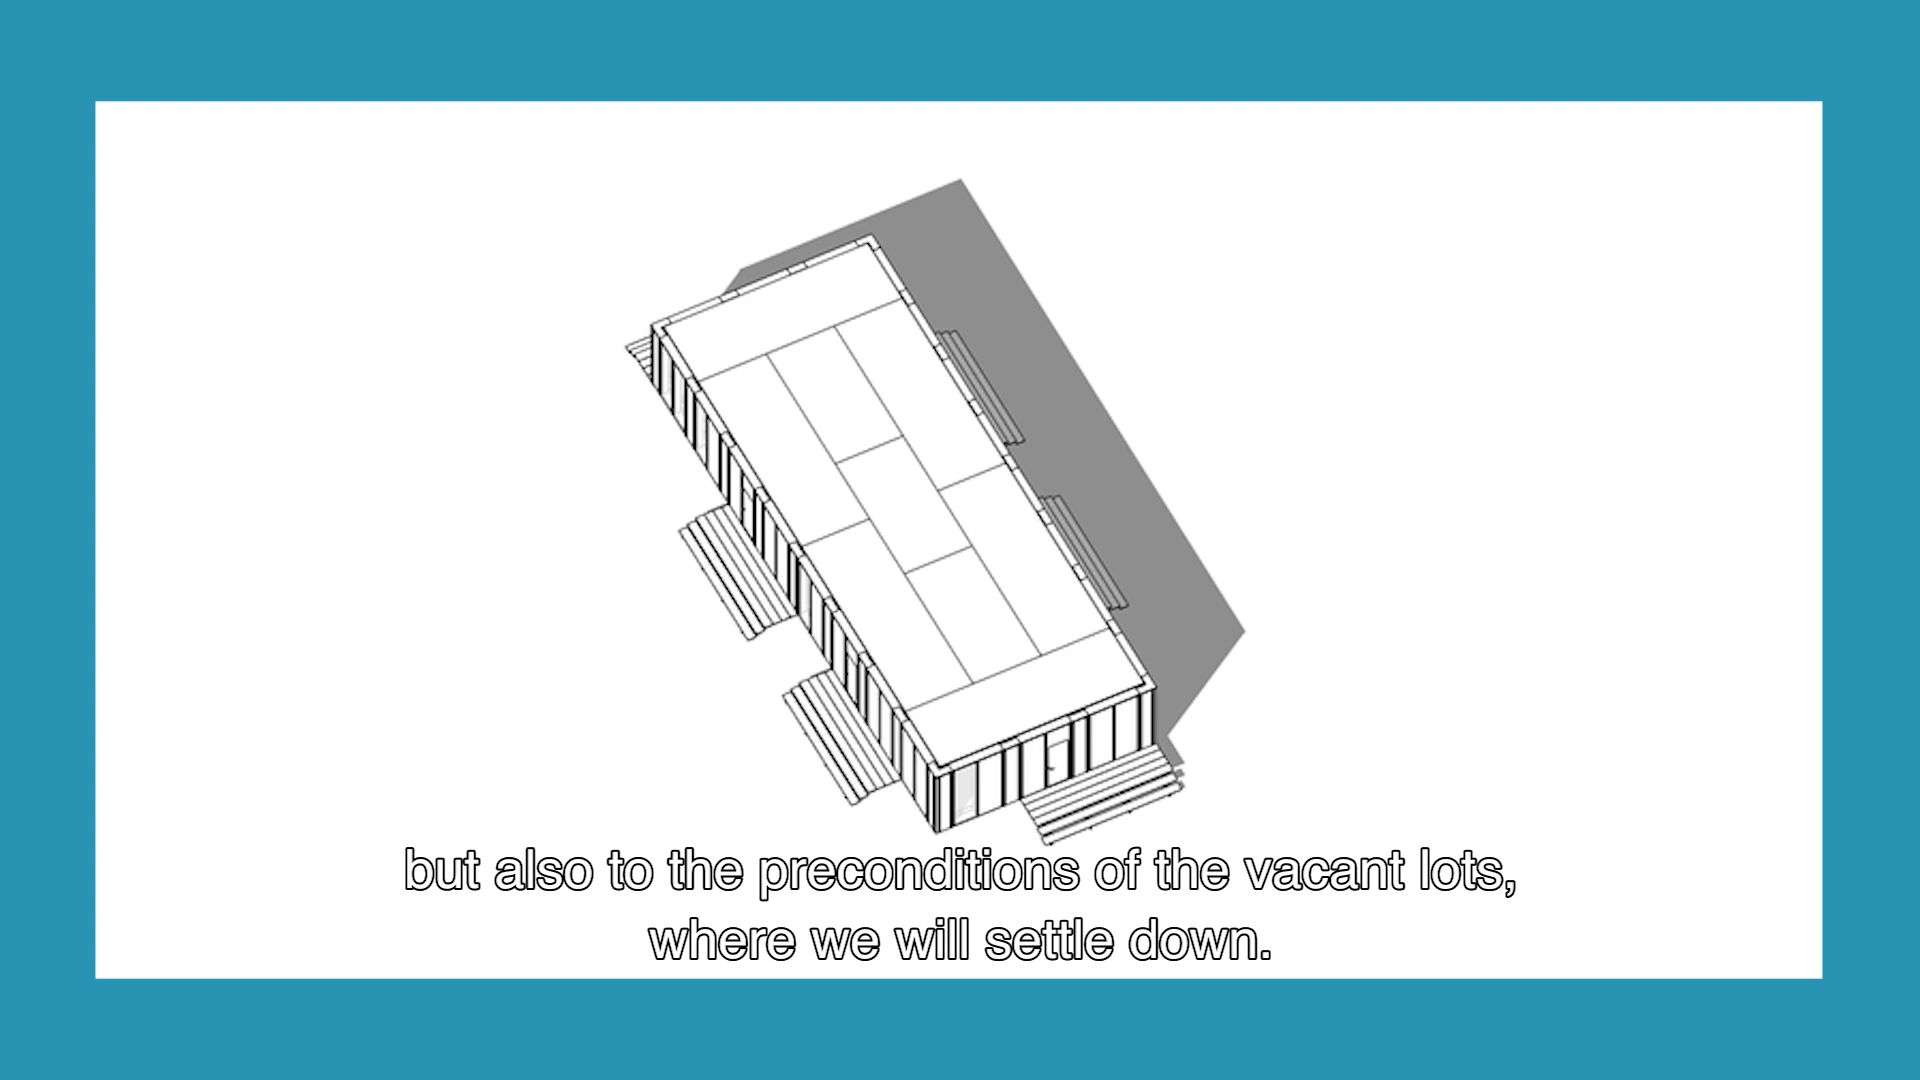 but also to the preconditions of the vacant lots,
where we will settle down.